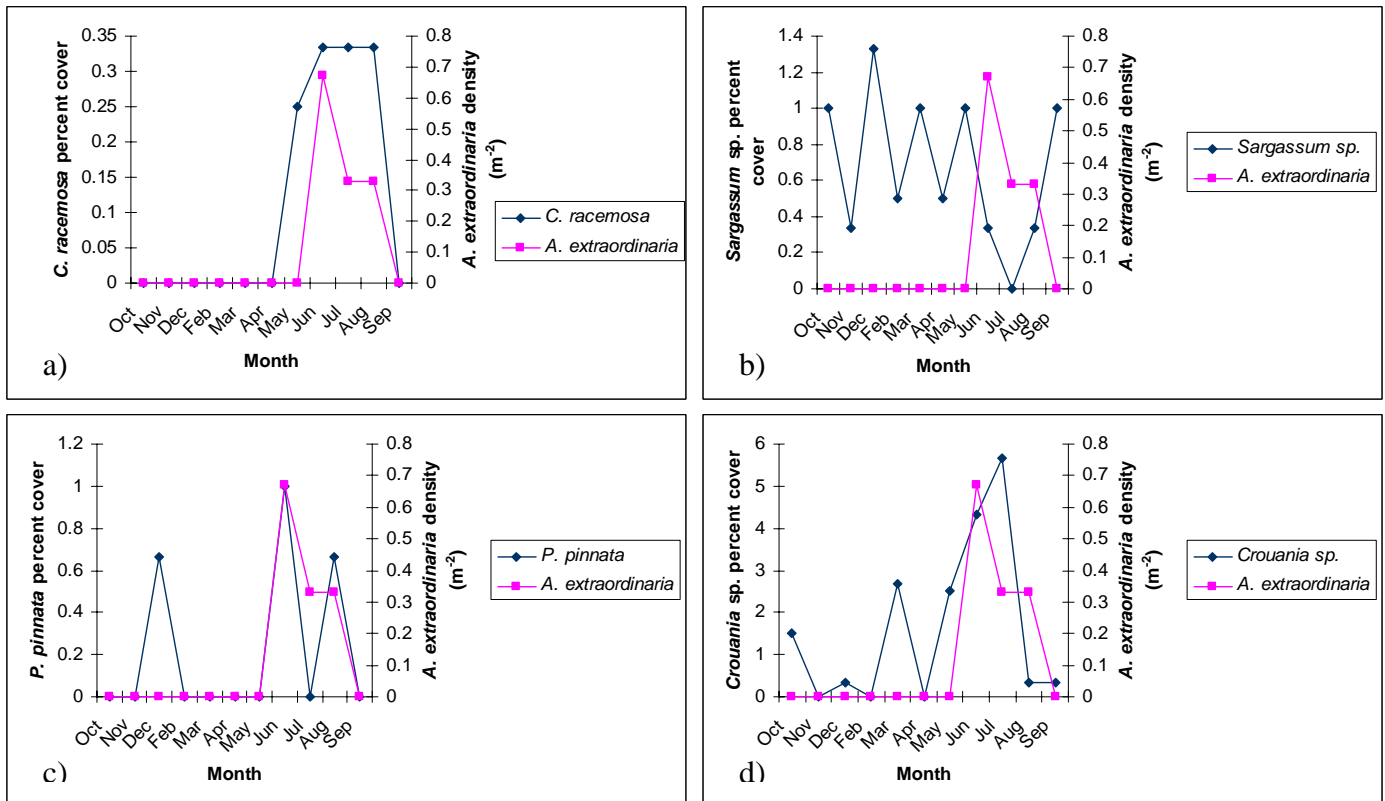 C. racemosa percent cover
0.35
0.3
0.25
0.2
0.15
0.1
0.05
0
0.8
0.7
0.6
0.5
0.4
0.3
0.2
0.1
0
A. extraordinaria density
(m-2)
C. racemosa
A. extraordinaria
Oct
Nov
Dec
Feb
Mar
Apr
May
Jun
Jul
Aug
Sep
Month
a)
Sargassum sp. percent
cover
1.4
1.2
1
0.8
0.6
0.4
0.2
0
0.8
0.7
0.6
0.5
0.4
0.3
0.2
0.1
0
A. extraordinaria density
(m-2)
Sargassum sp.
A. extraordinaria
Oct
Nov
Dec
Feb
Mar
Apr
May
Jun
Jul
Aug
Sep
Month
b)
P. pinnata percent cover
1.2
1
0.8
0.6
0.4
0.2
0
0.8
0.7
0.6
0.5
0.4
0.3
0.2
0.1
0
A. extraordinaria density
(m-2)
P. pinnata
A. extraordinaria
Oct
Nov
Dec
Feb
Mar
Apr
May
Jun
Jul
Aug
Sep
Month
c)
Crouania sp. percent cover
6
5
4
3
2
1
0
0.8
0.7
0.6
0.5
0.4
0.3
0.2
0.1
0
A. extraordinaria density
(m-2)
Crouania sp.
A. extraordinaria
Oct
Nov
Dec
Feb
Mar
Apr
May
Jun
Jul
Aug
Sep
Month
d)